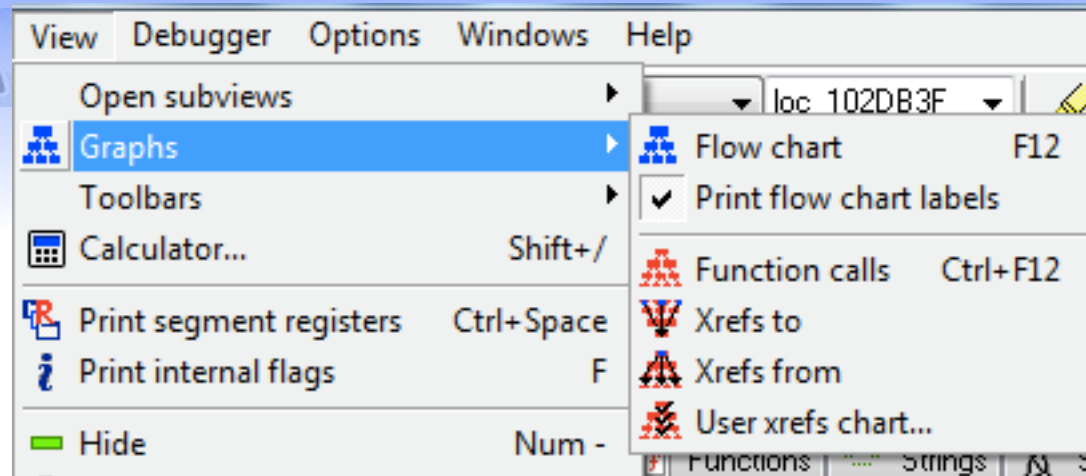 View Debugger Options Windows Help
Open subviews
loc_102DB3F
Graphs
Flow chart F12
Toolbars
Print flow chart labels
Calculator... Shift+/
Function calls Ctrl+F12
Print segment registers Ctrl+Space
Xrefs to
Print internal flags F
Xrefs from
User xrefs chart...
Hide Num -
Functions Strings